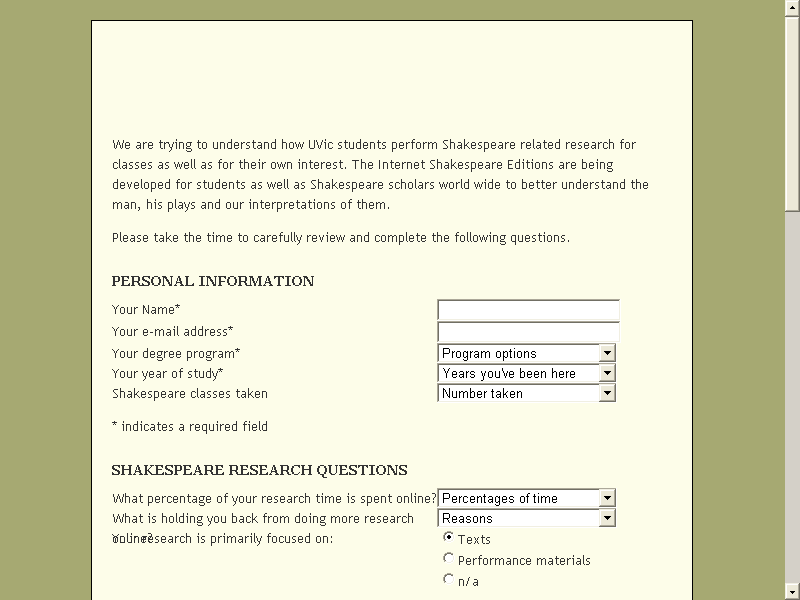 We are trying to understand how UVic students perform Shakespeare related research for
classes as well as for their own interest. The Internet Shakespeare Editions are being
developed for students as well as Shakespeare scholars world wide to better understand the
man, his plays and our interpretations of them.
Please take the time to carefully review and complete the following questions.
PERSONAL INFORMATION
Your Name*
Your e-mail address*
Your degree program* Program options
Your year of study* Years you've been here
Shakespeare classes taken Number taken
* indicates a required field
SHAKESPEARE RESEARCH QUESTIONS
What percentage of your research time is spent online? Percentages of time
What is holding you back from doing more research Reasons
online?
Your research is primarily focused on: Texts
Performance materials
n/a